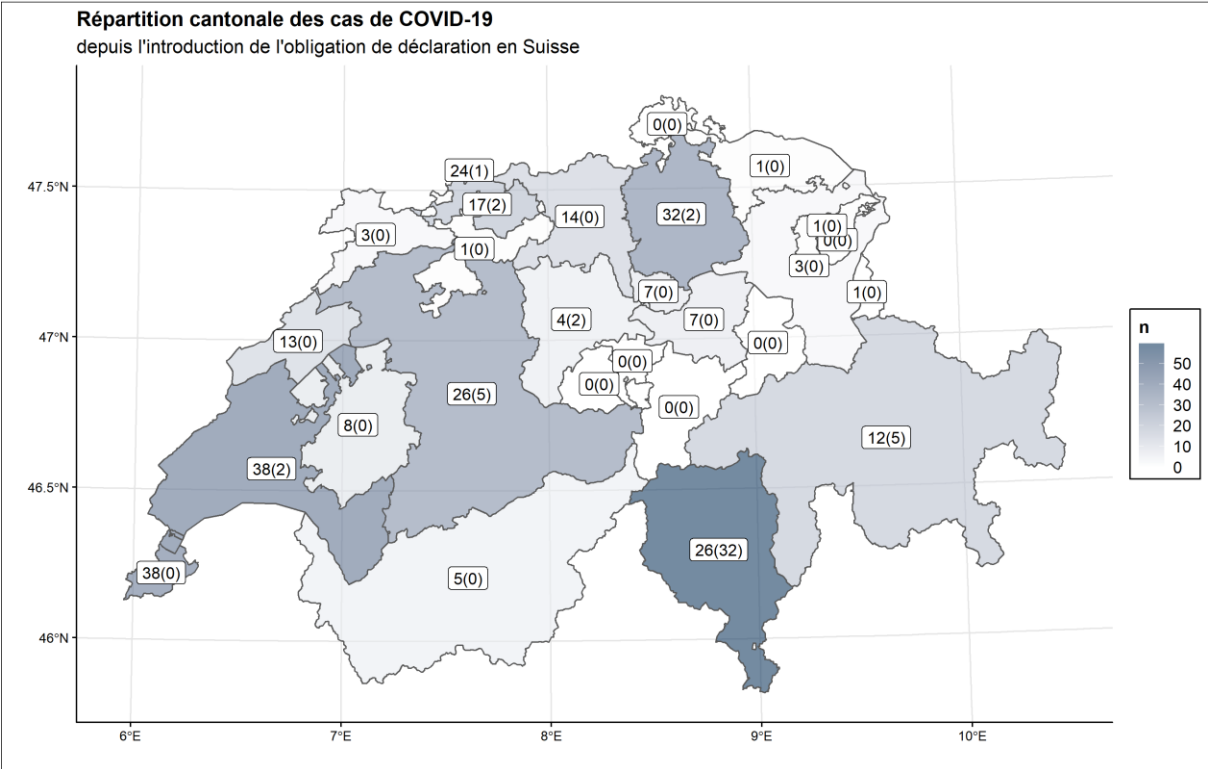 Répartition cantonale des cas de COVID-19
depuis l'introduction de l'obligation de déclaration en Suisse
0(0)
24(1)
1(0)
47.5°N
17(2)
14(0)
32(2)
1(0)
3(0)
1(0)
0(0)
3(0)
7(0)
1(0)
4(2)
7(0)
47°N
13(0)
0(0)
0(0)
0(0)
26(5)
0(0)
8(0)
12(5)
38(2)
46.5°N
26(32)
38(0)
5(0)
46°N
6°E
7°E
8°E
9°E
10°E
n
50
40
30
20
10
0